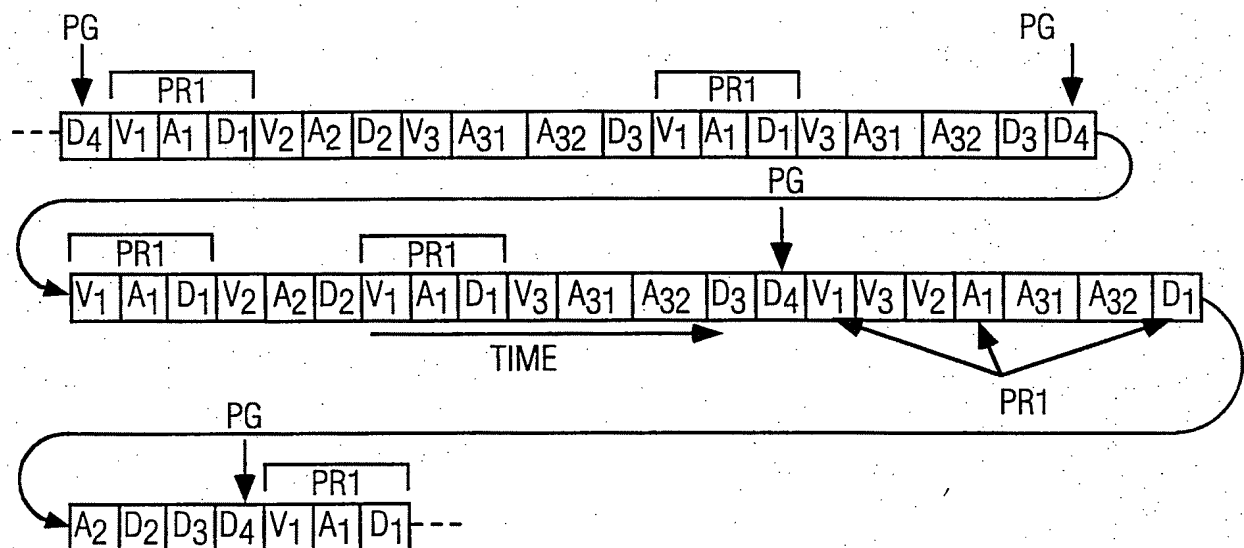 PG PG
PR1 PR1
D4 V1 A1 D1 V2 A2 D2 V3 A31 A32 D3 V1 A1 D1 V3 A31 A32 D3 D4
PG
PR1 PR1
V1 A1 D1 V2 A2 D2 V1 A1 D1 V3 A31 A32 D3 D4 V1 V3 V2 A1 A31 A32 D1
TIME
PR1
PG
PR1
A2 D2 D3 D4 V1 A1 D1